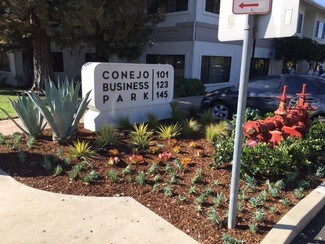 CONEJO 101
BUSINESS 123
PARK 145